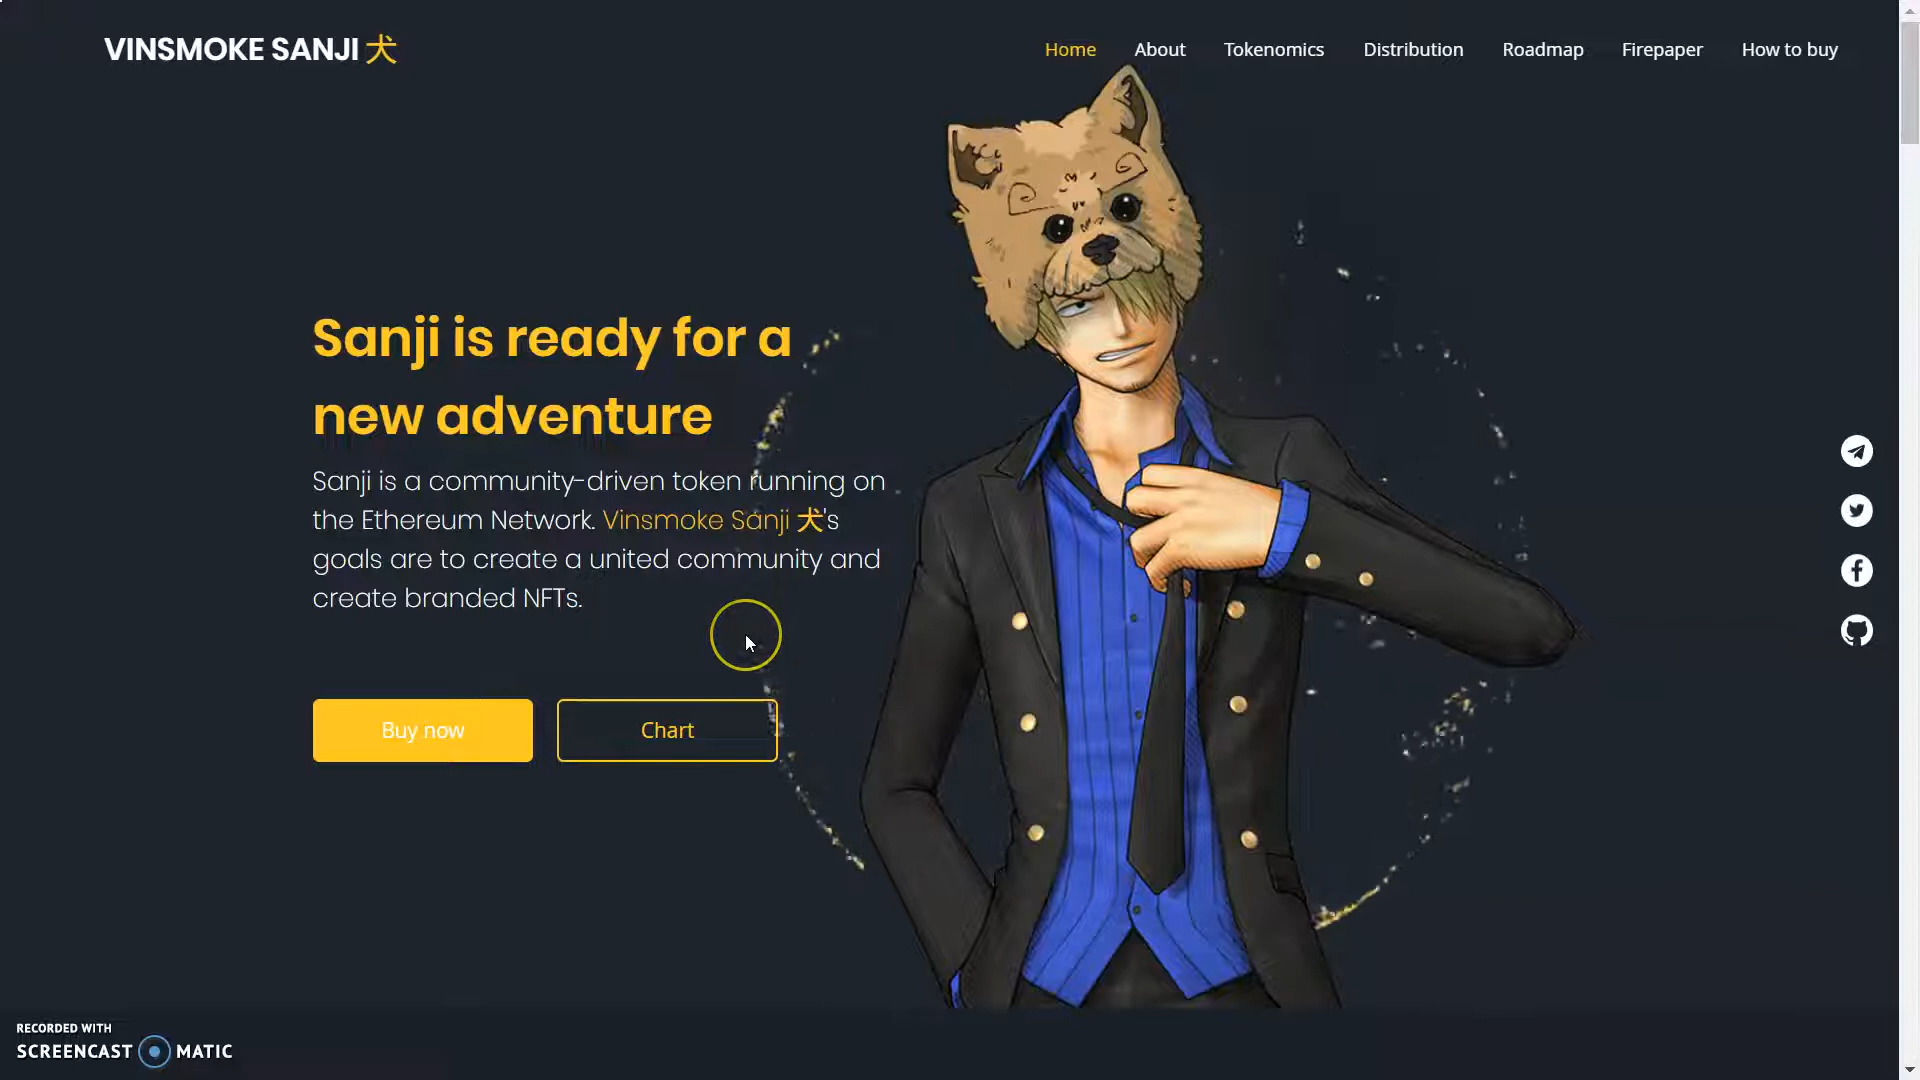 VINSMOKE SANJI 犬
Home About Tokenomics Distribution Roadmap Firepaper How to buy
Sanji is ready for a
new adventure
Sanji is a community-driven token running on
the Ethereum Network. Vinsmoke Sanji 犬's
goals are to create a united community and
create branded NFTs.
Buy now Chart
RECORDED WITH
SCREENCAST MATIC